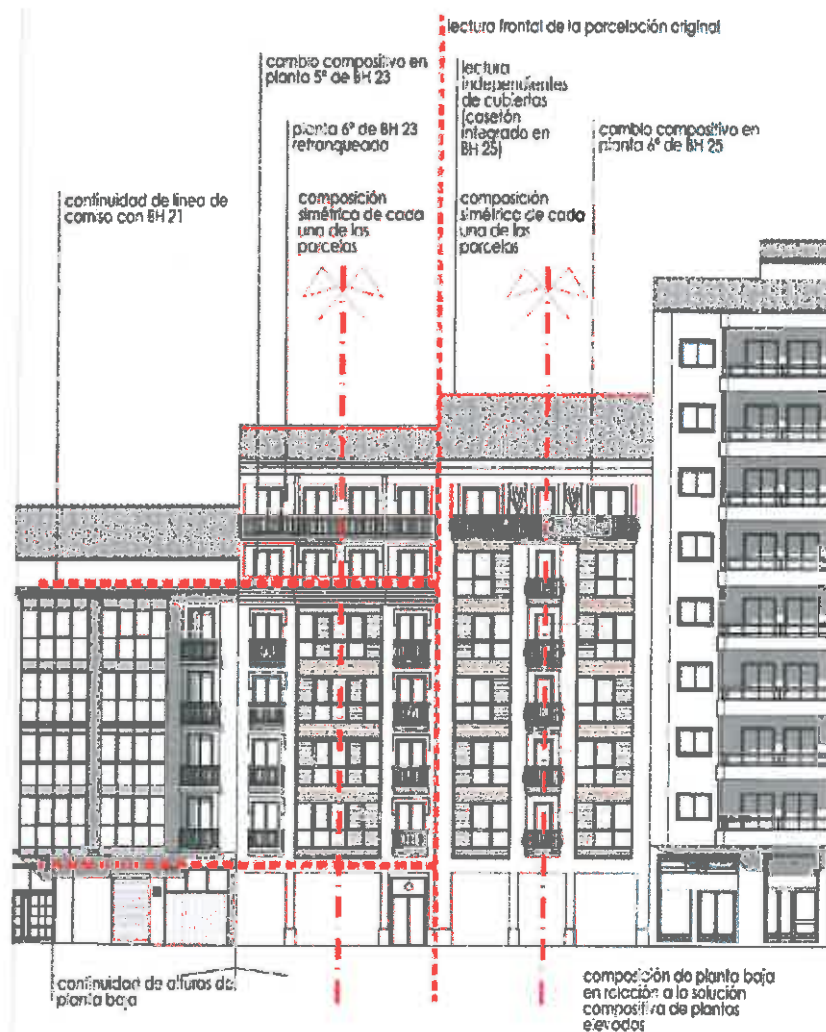 lectura frontal de la parcelación original
cambio compositivo en
planta 5ª de BH 23
lectura
independientes
de cubiertas
(casetón
integrado en
BH 25)
planta 6ª de BH 23
retranqueada
cambio compositivo en
planta 6ª de BH 25
continuidad de linea de
cornisa con BH 21
composición
simétrica de cada
una de las
parcelas
composición
simétrica de cada
una de las
parcelas
continuidad de alturas de
planta baja
composición de planta baja
en relación a la solución
compositiva de plantas
elevadas